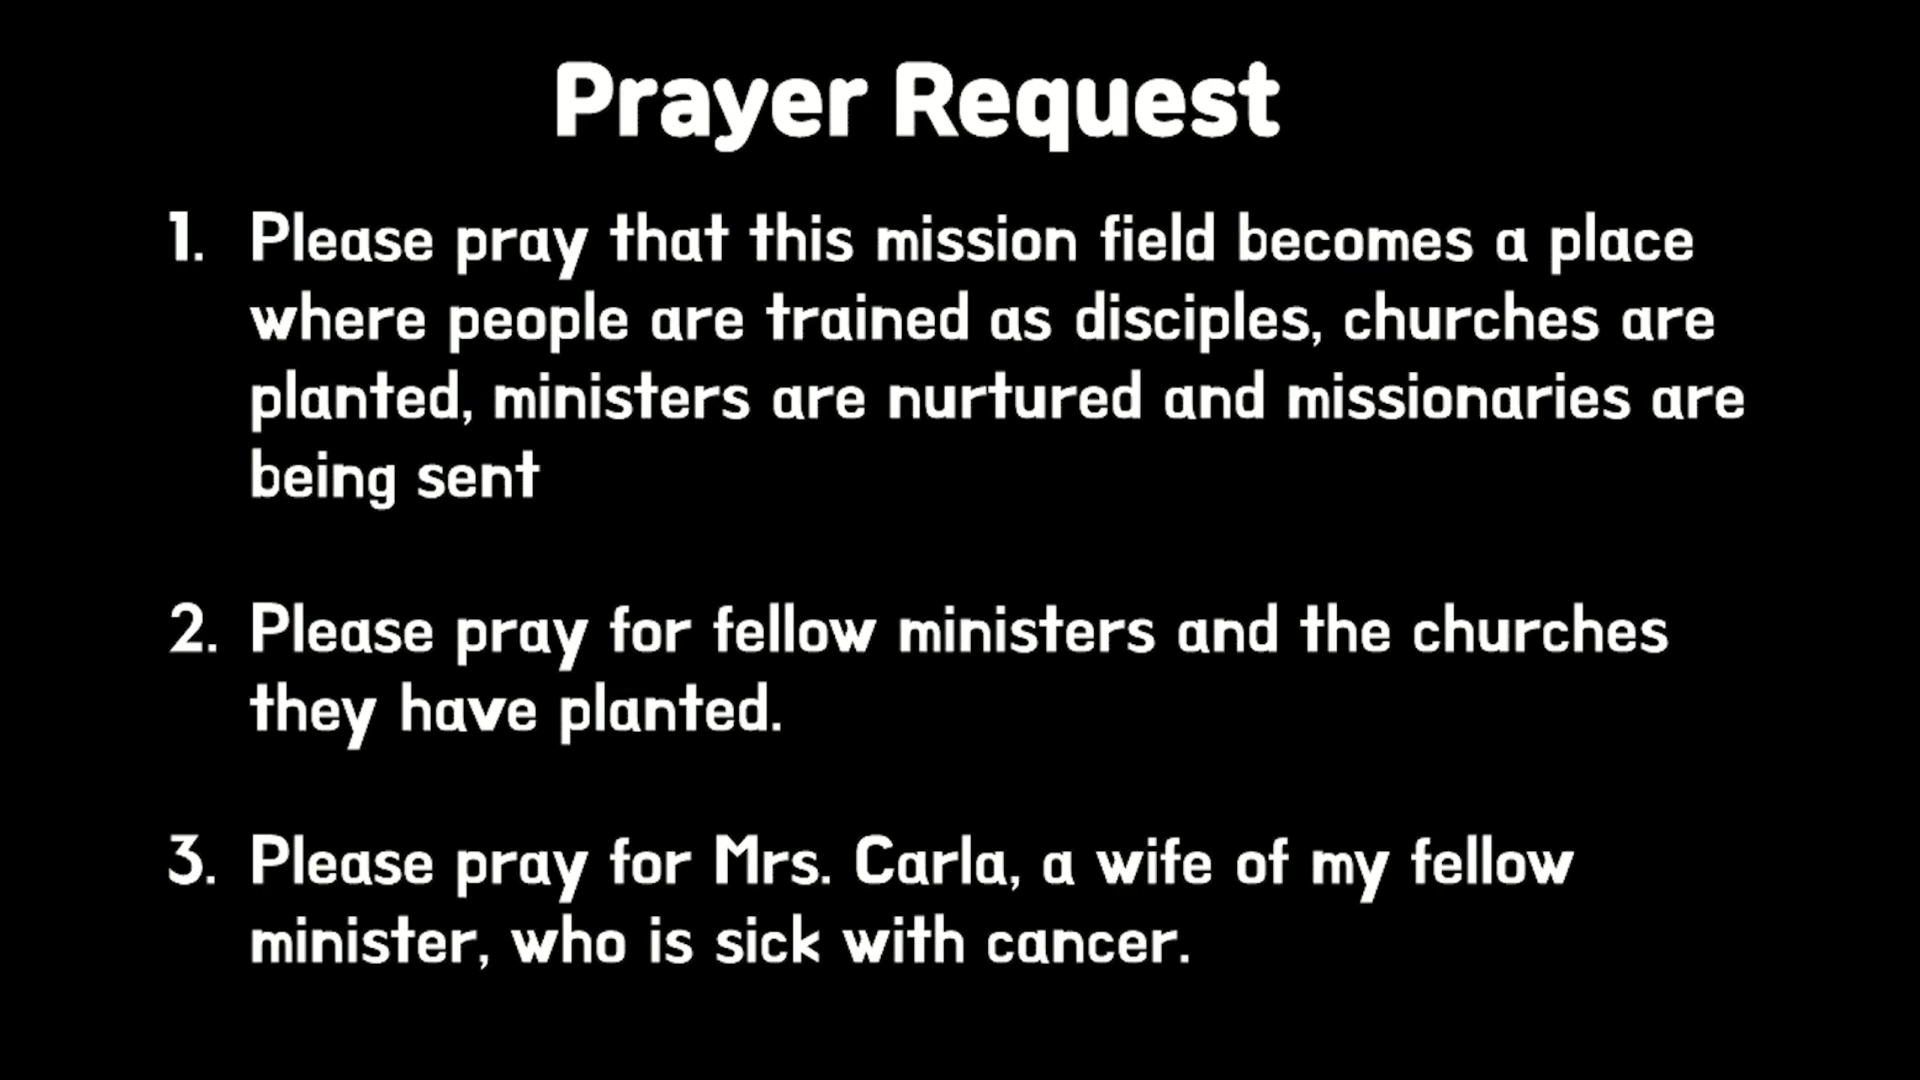 Prayer Request
1. Please pray that this mission field becomes a place
where people are trained as disciples, churches are
planted, ministers are nurtured and missionaries are
being sent
2. Please pray for fellow ministers and the churches
they have planted.
3. Please pray for Mrs. Carla, a wife of my fellow
minister, who is sick with cancer.